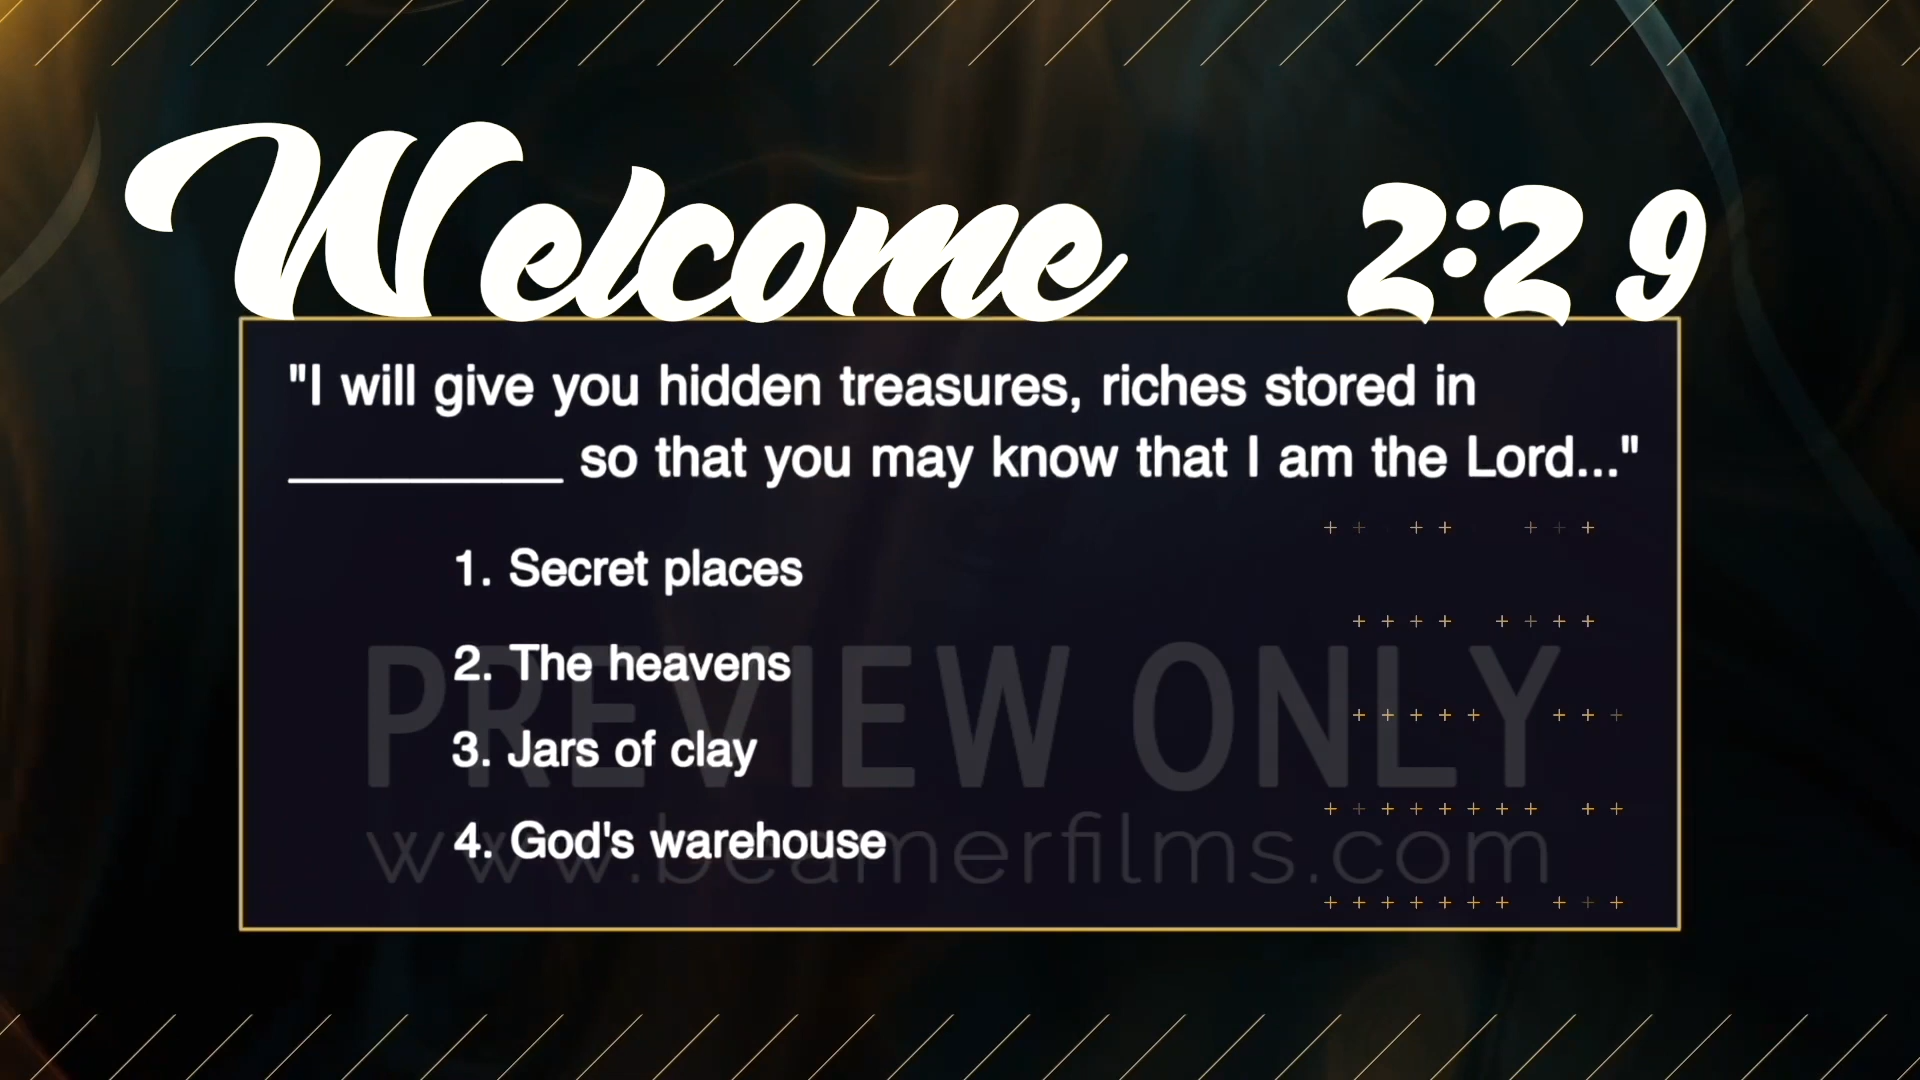 Welcome 2:29
"I will give you hidden treasures, riches stored in
__________ so that you may know that I am the Lord..."
1. Secret places
2. The heavens
3. Jars of clay
4. God's warehouse
PREVIEW ONLY
www.beamerfilms.com